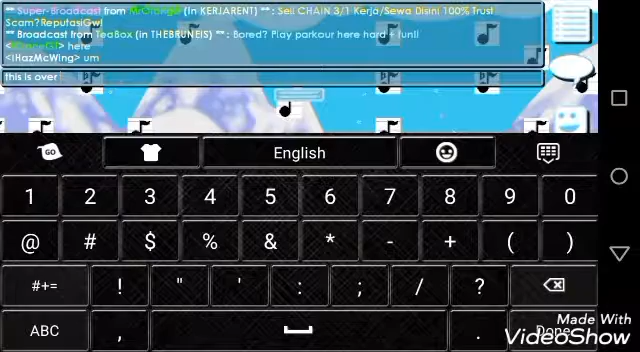 ** Super-Broadcast from (in KERJARENT) ** : Sell CHAIN 3/1 Kerja/Sewa Disini 100% Trust
Scam?ReputasiGw!
** Broadcast from TeaBox (in THEBRUNEIS) ** : Bored? Play parkour here hard + fun!!
here
<iHazMcWing> um
this is over
GO
English
1 2 3 4 5 6 7 8 9 0
@ # $ % & * - + ( )
#+= ! " ' : ; / ?
ABC , . Done
Made With
VideoShow